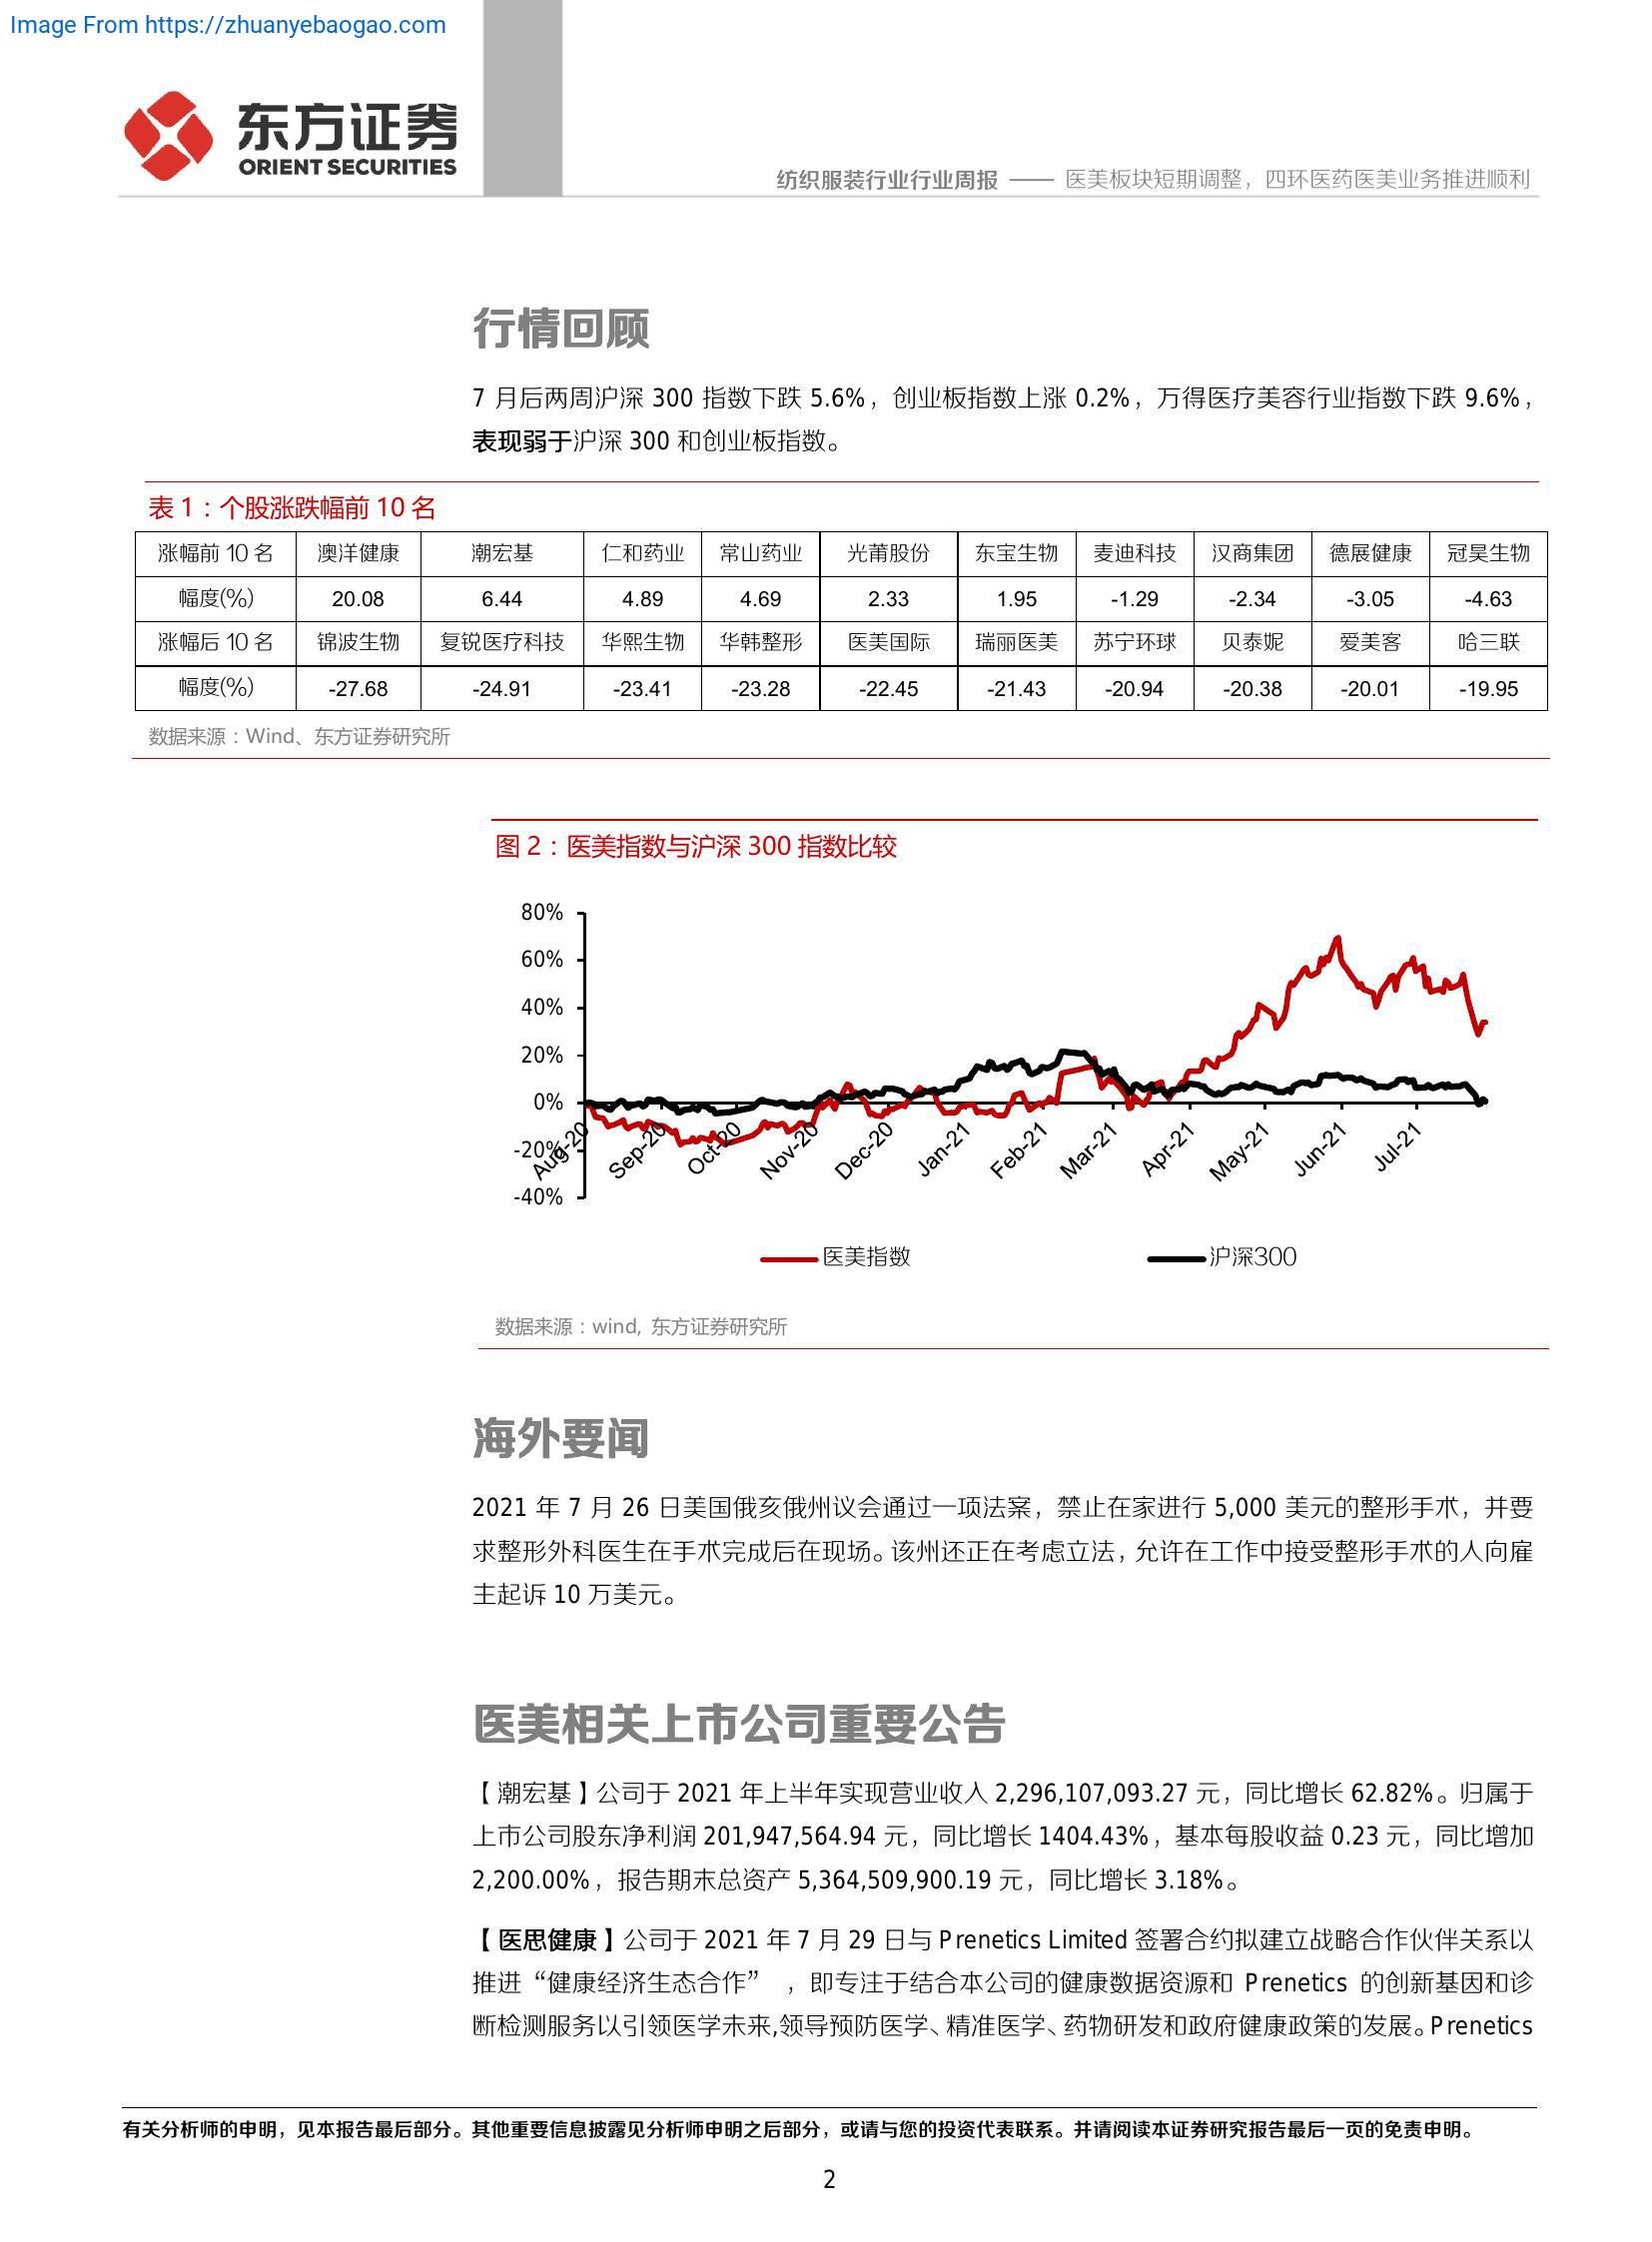 Image From https://zhuanyebaogao.com
东方证券
ORIENT SECURITIES
纺织服装行业行业周报 —— 医美板块短期调整，四环医药医美业务推进顺利
行情回顾
7 月后两周沪深 300 指数下跌 5.6%，创业板指数上涨 0.2%，万得医疗美容行业指数下跌 9.6%，
表现弱于沪深 300 和创业板指数。
表 1：个股涨跌幅前 10 名
涨幅前 10 名 澳洋健康 潮宏基 仁和药业 常山药业 光莆股份 东宝生物 麦迪科技 汉商集团 德展健康 冠昊生物
幅度(%) 20.08 6.44 4.89 4.69 2.33 1.95 -1.29 -2.34 -3.05 -4.63
涨幅后 10 名 锦波生物 复锐医疗科技 华熙生物 华韩整形 医美国际 瑞丽医美 苏宁环球 贝泰妮 爱美客 哈三联
幅度(%) -27.68 -24.91 -23.41 -23.28 -22.45 -21.43 -20.94 -20.38 -20.01 -19.95
数据来源：Wind、东方证券研究所
图 2：医美指数与沪深 300 指数比较
80%
60%
40%
20%
0%
-20%
-40%
Aug-20 Sep-20 Oct-20 Nov-20 Dec-20 Jan-21 Feb-21 Mar-21 Apr-21 May-21 Jun-21 Jul-21
医美指数 沪深300
数据来源：wind, 东方证券研究所
海外要闻
2021 年 7 月 26 日美国俄亥俄州议会通过一项法案，禁止在家进行 5,000 美元的整形手术，并要
求整形外科医生在手术完成后在现场。该州还正在考虑立法，允许在工作中接受整形手术的人向雇
主起诉 10 万美元。
医美相关上市公司重要公告
【潮宏基】公司于 2021 年上半年实现营业收入 2,296,107,093.27 元，同比增长 62.82%。归属于
上市公司股东净利润 201,947,564.94 元，同比增长 1404.43%，基本每股收益 0.23 元，同比增加
2,200.00%，报告期末总资产 5,364,509,900.19 元，同比增长 3.18%。
【医思健康】公司于 2021 年 7 月 29 日与 Prenetics Limited 签署合约拟建立战略合作伙伴关系以
推进“健康经济生态合作” ，即专注于结合本公司的健康数据资源和 Prenetics 的创新基因和诊
断检测服务以引领医学未来,领导预防医学、精准医学、药物研发和政府健康政策的发展。Prenetics
有关分析师的申明，见本报告最后部分。其他重要信息披露见分析师申明之后部分，或请与您的投资代表联系。并请阅读本证券研究报告最后一页的免责申明。
2